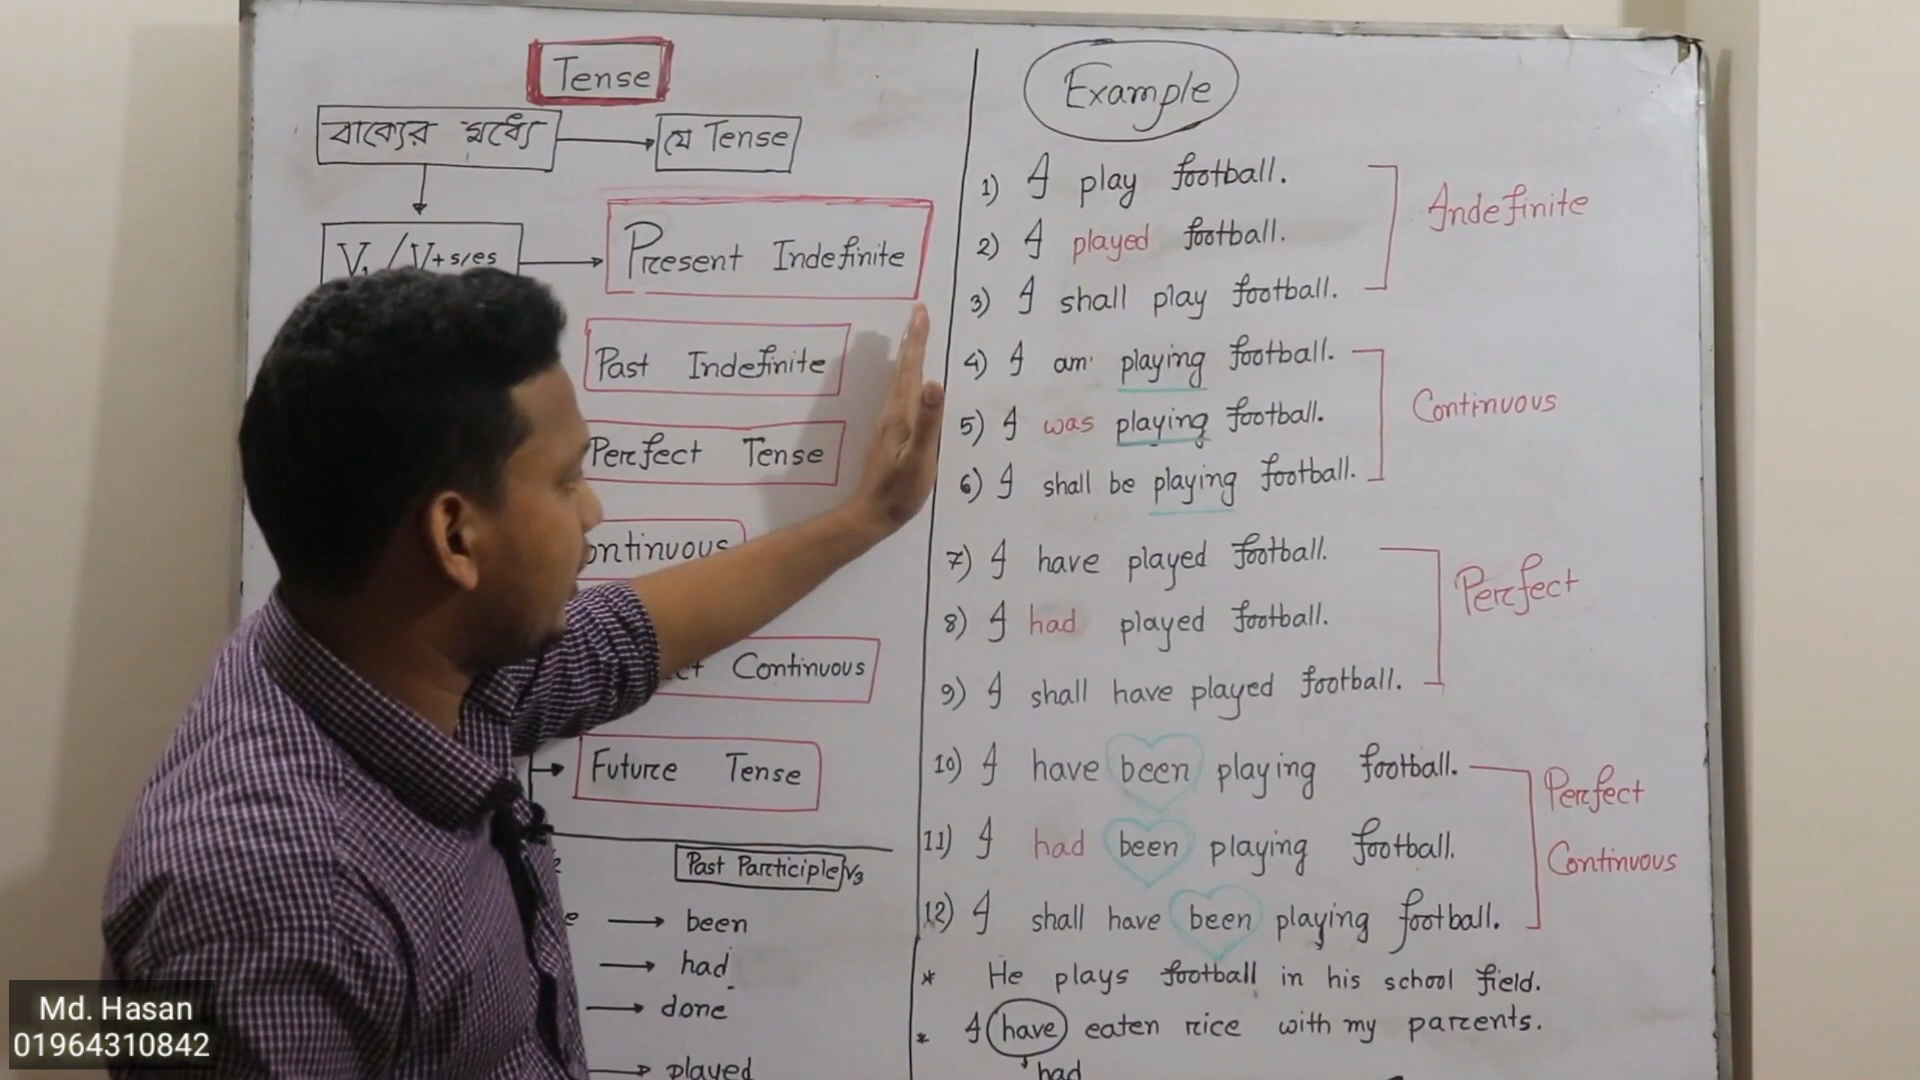 Tense
বাক্যের মধ্যে
যে Tense
V₁/V+s/es
Present Indefinite
Past Indefinite
Perfect Tense
ontinuous
ct Continuous
Future Tense
Past Participle/V₃
been
had
done
played
Example
1) I play football.
2) I played football.
3) I shall play football.
Indefinite
4) I am playing football.
5) I was playing football.
6) I shall be playing football.
Continuous
7) I have played football.
8) I had played football.
9) I shall have played football.
Perfect
10) I have been playing football.
11) I had been playing football.
12) I shall have been playing football.
Perfect
Continuous
* He plays football in his school field.
* I have eaten rice with my parents.
had
Md. Hasan
01964310842